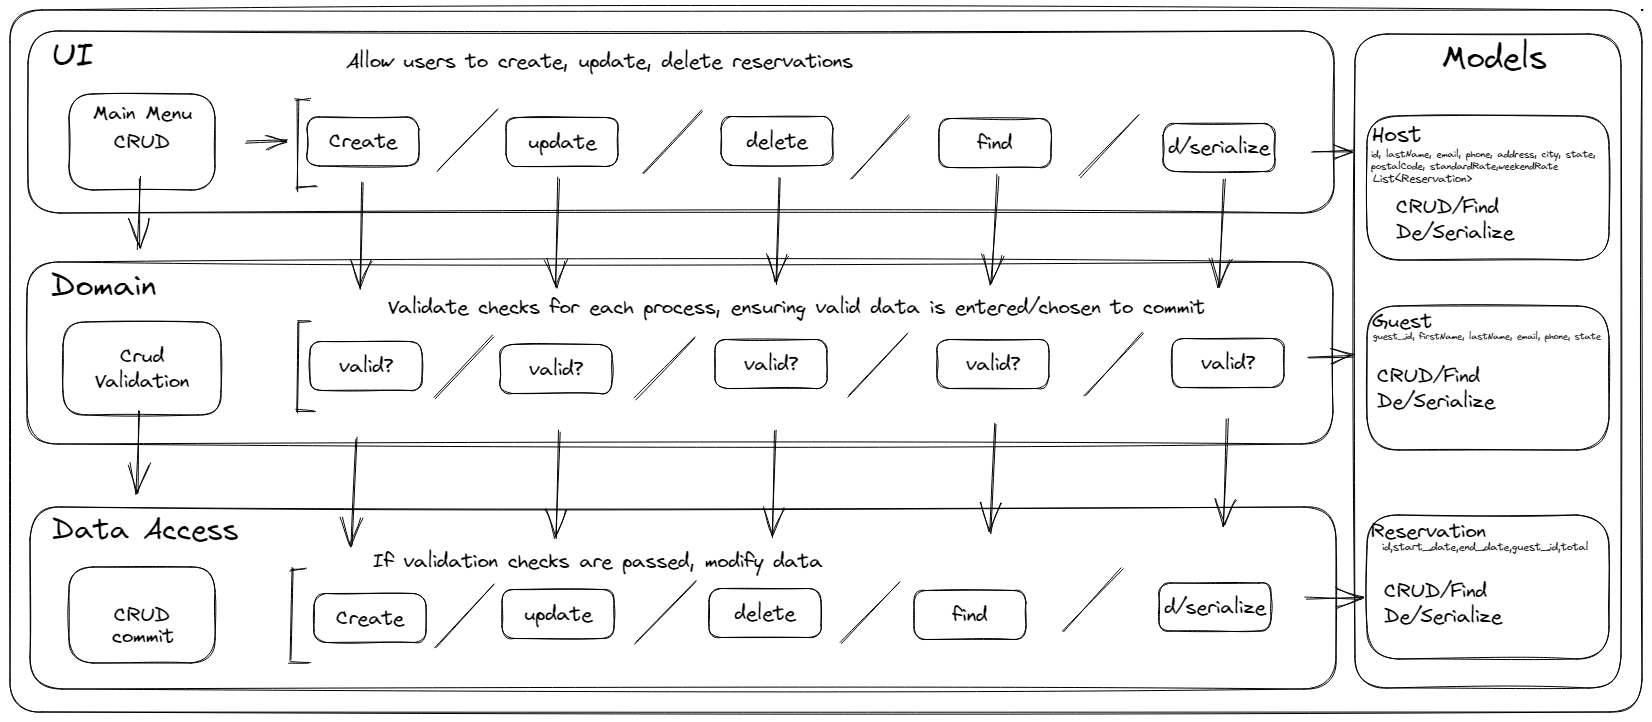 UI
Allow users to create, update, delete reservations
Main Menu
CRUD
Create
update
delete
find
d/serialize
Domain
Validate checks for each process, ensuring valid data is entered/chosen to commit
Crud
Validation
valid?
valid?
valid?
valid?
valid?
Data Access
If validation checks are passed, modify data
CRUD
commit
Create
update
delete
find
d/serialize
Models
Host
id, lastName, email, phone, address, city, state,
postalCode, standardRate,weekendRate
List<Reservation>
CRUD/Find
De/Serialize
Guest
guest_id, firstName, lastName, email, phone, state
CRUD/Find
De/Serialize
Reservation
id,start_date,end_date,guest_id,total
CRUD/Find
De/Serialize